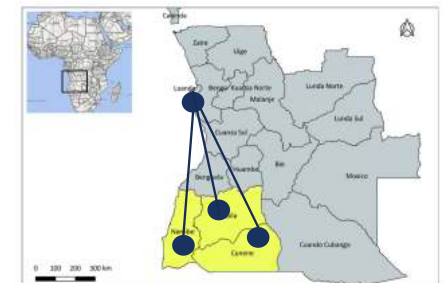 Cabinda
Zaire
Uige
Luanda
Bengo Kuanza Norte
Lunda Norte
Malanje
Lunda Sul
Cuanza Sul
Bie
Huambo
Benguela
Moxico
Namibe
Cunene
Cuando Cubango
0 100 200 300 km